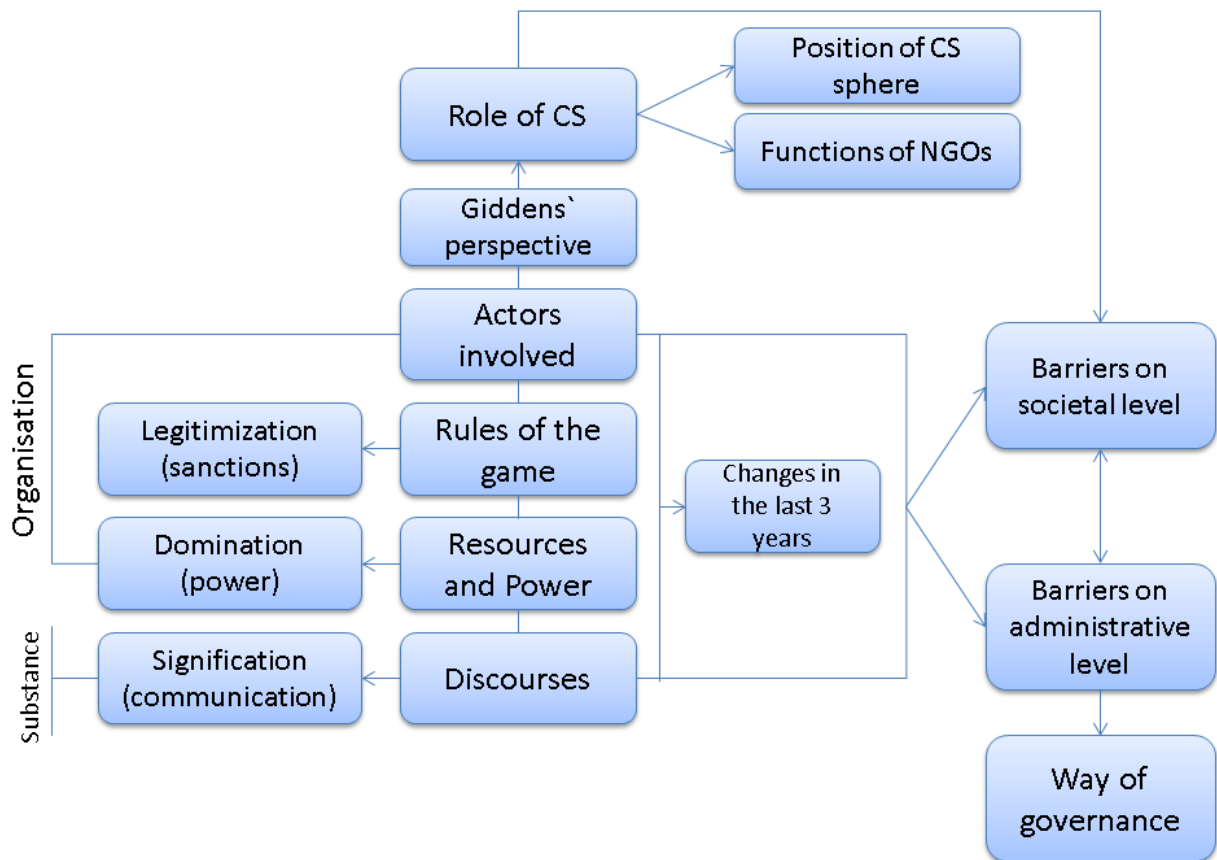 Position of CS
sphere
Role of CS
Functions of NGOs
Giddens`
perspective
Actors
involved
Organisation
Barriers on
societal level
Legitimization
(sanctions)
Rules of the
game
Changes in
the last 3
years
Domination
(power)
Resources
and Power
Barriers on
administrative
level
Substance
Signification
(communication)
Discourses
Way of
governance